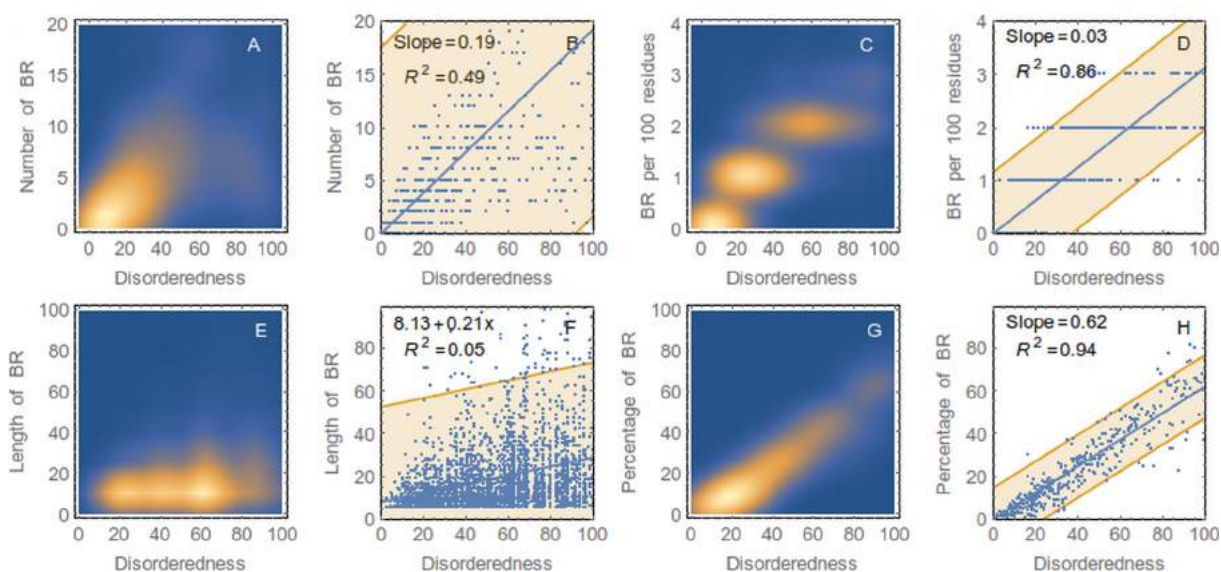 Number of BR
20
15
10
5
0
A
0 20 40 60 80 100
Disorderedness
Number of BR
20
15
10
5
0
Slope = 0.19
B
R² = 0.49
0 20 40 60 80 100
Disorderedness
BR per 100 residues
4
3
2
1
0
C
0 20 40 60 80 100
Disorderedness
BR per 100 residues
4
3
2
1
0
Slope = 0.03
D
R² = 0.86
0 20 40 60 80 100
Disorderedness
Length of BR
100
80
60
40
20
0
E
0 20 40 60 80 100
Disorderedness
Length of BR
100
80
60
40
20
0
8.13 + 0.21x
F
R² = 0.05
0 20 40 60 80 100
Disorderedness
Percentage of BR
100
80
60
40
20
0
G
0 20 40 60 80 100
Disorderedness
Percentage of BR
100
80
60
40
20
0
Slope = 0.62
H
R² = 0.94
0 20 40 60 80 100
Disorderedness